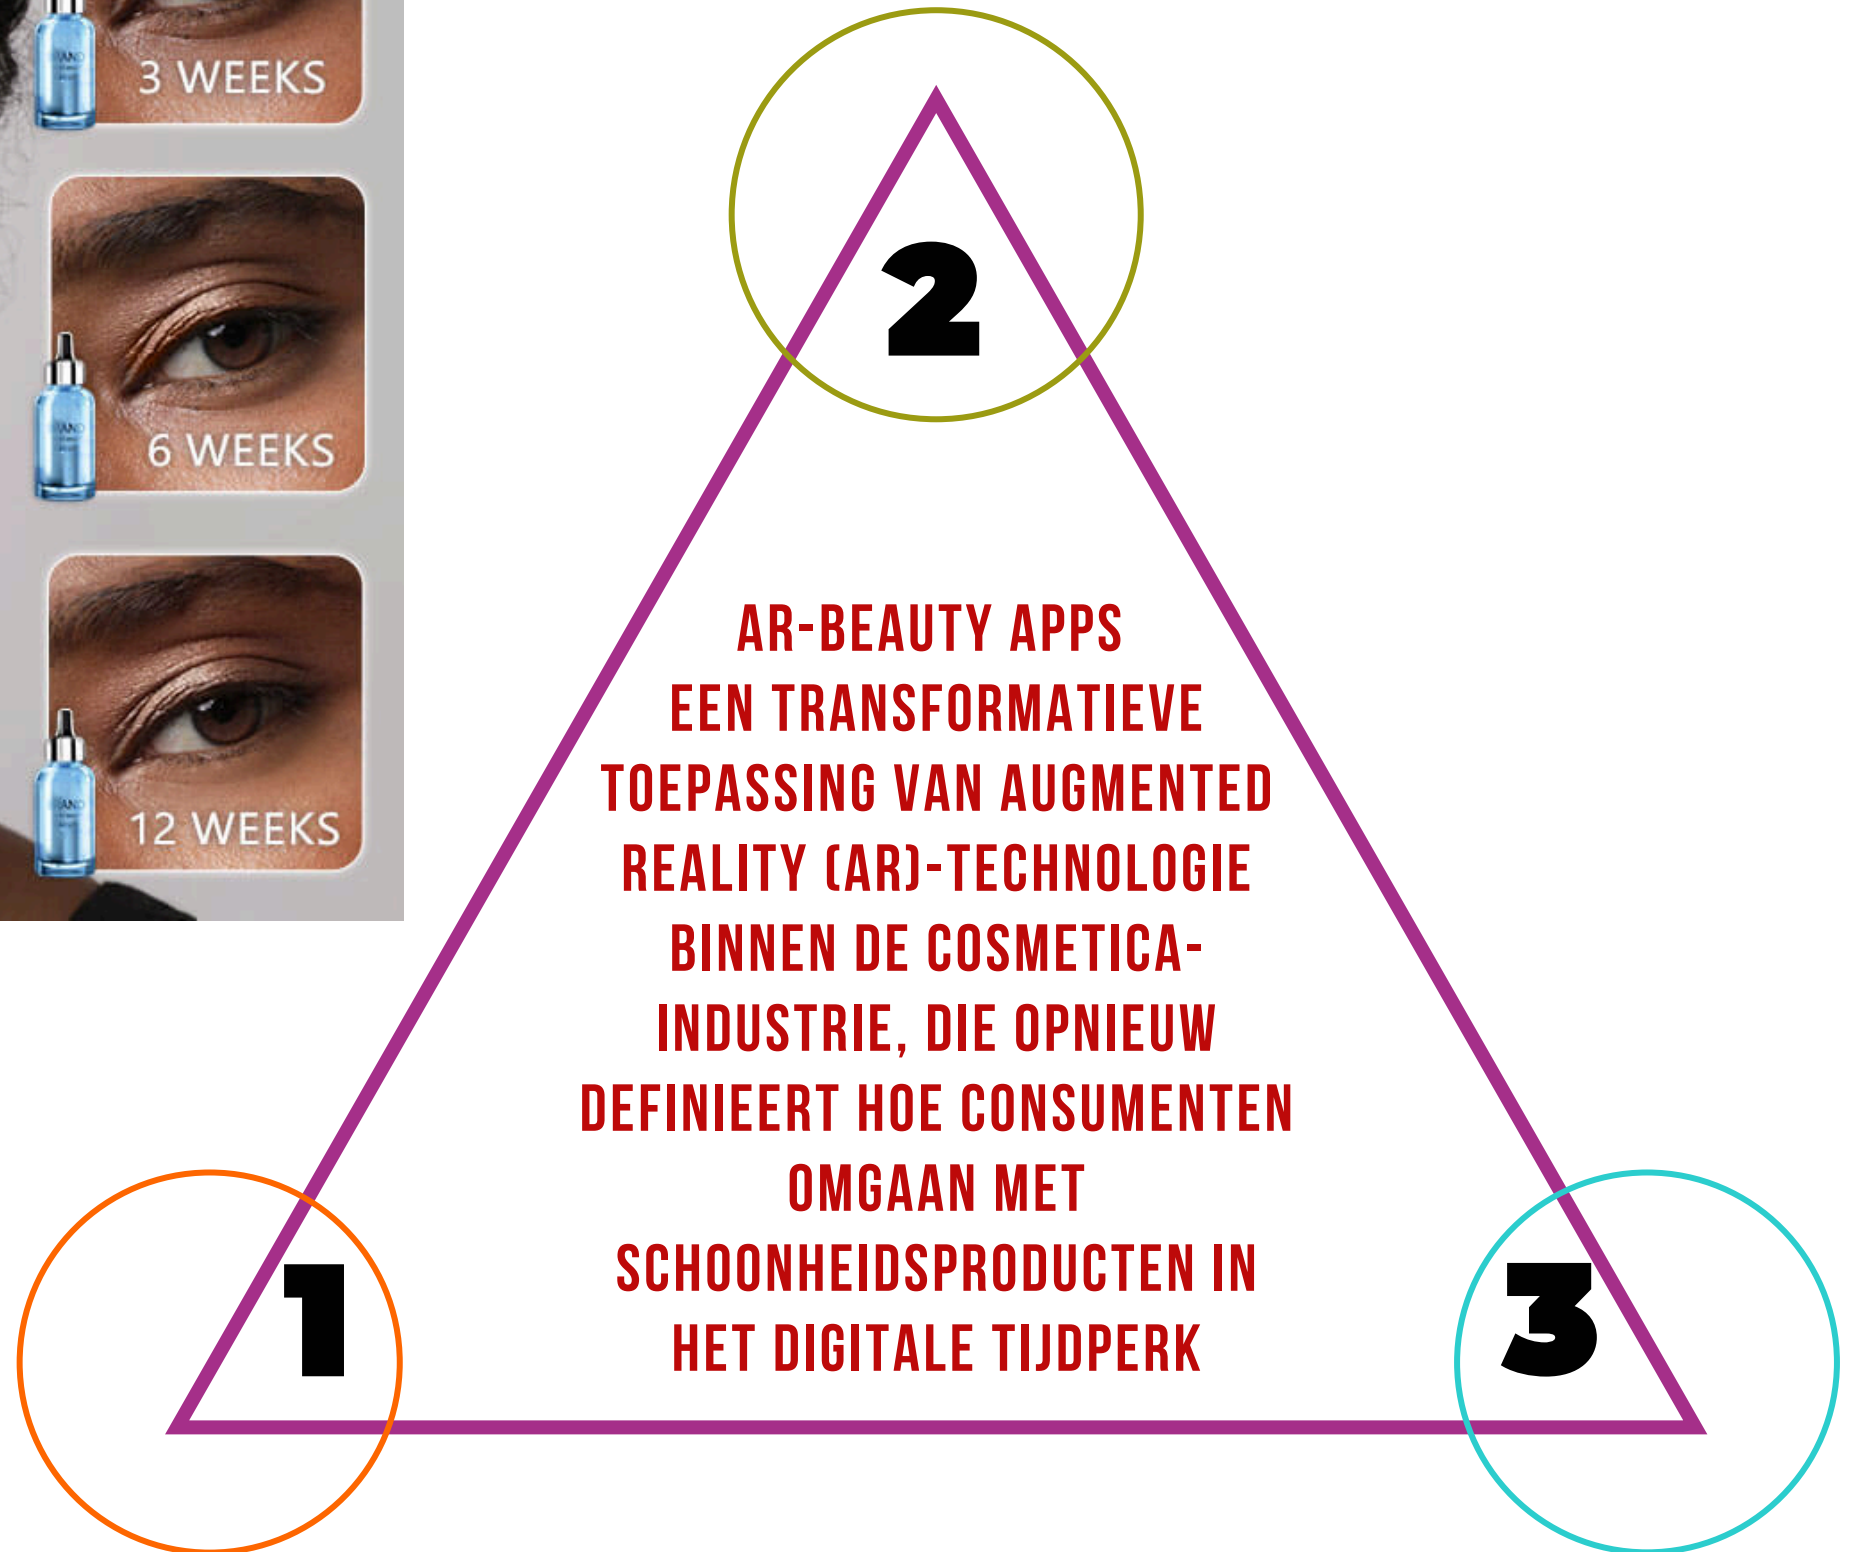 3 WEEKS
6 WEEKS
12 WEEKS
2
AR-BEAUTY APPS
EEN TRANSFORMATIEVE
TOEPASSING VAN AUGMENTED
REALITY (AR)-TECHNOLOGIE
BINNEN DE COSMETICA-
INDUSTRIE, DIE OPNIEUW
DEFINIEERT HOE CONSUMENTEN
OMGAAN MET
SCHOONHEIDSPRODUCTEN IN
HET DIGITALE TIJDPERK
1
3